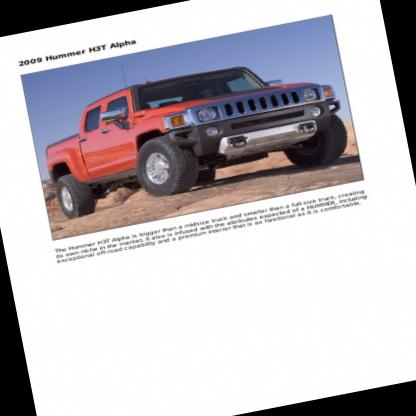 2009 Hummer H3T Alpha
The Hummer H3T Alpha is bigger than a midsize truck and smaller than a full-size truck, creating
its own niche in the market. It also is infused with the attributes expected of a HUMMER, including
exceptional off-road capability and a premium interior that is as functional as it is comfortable.